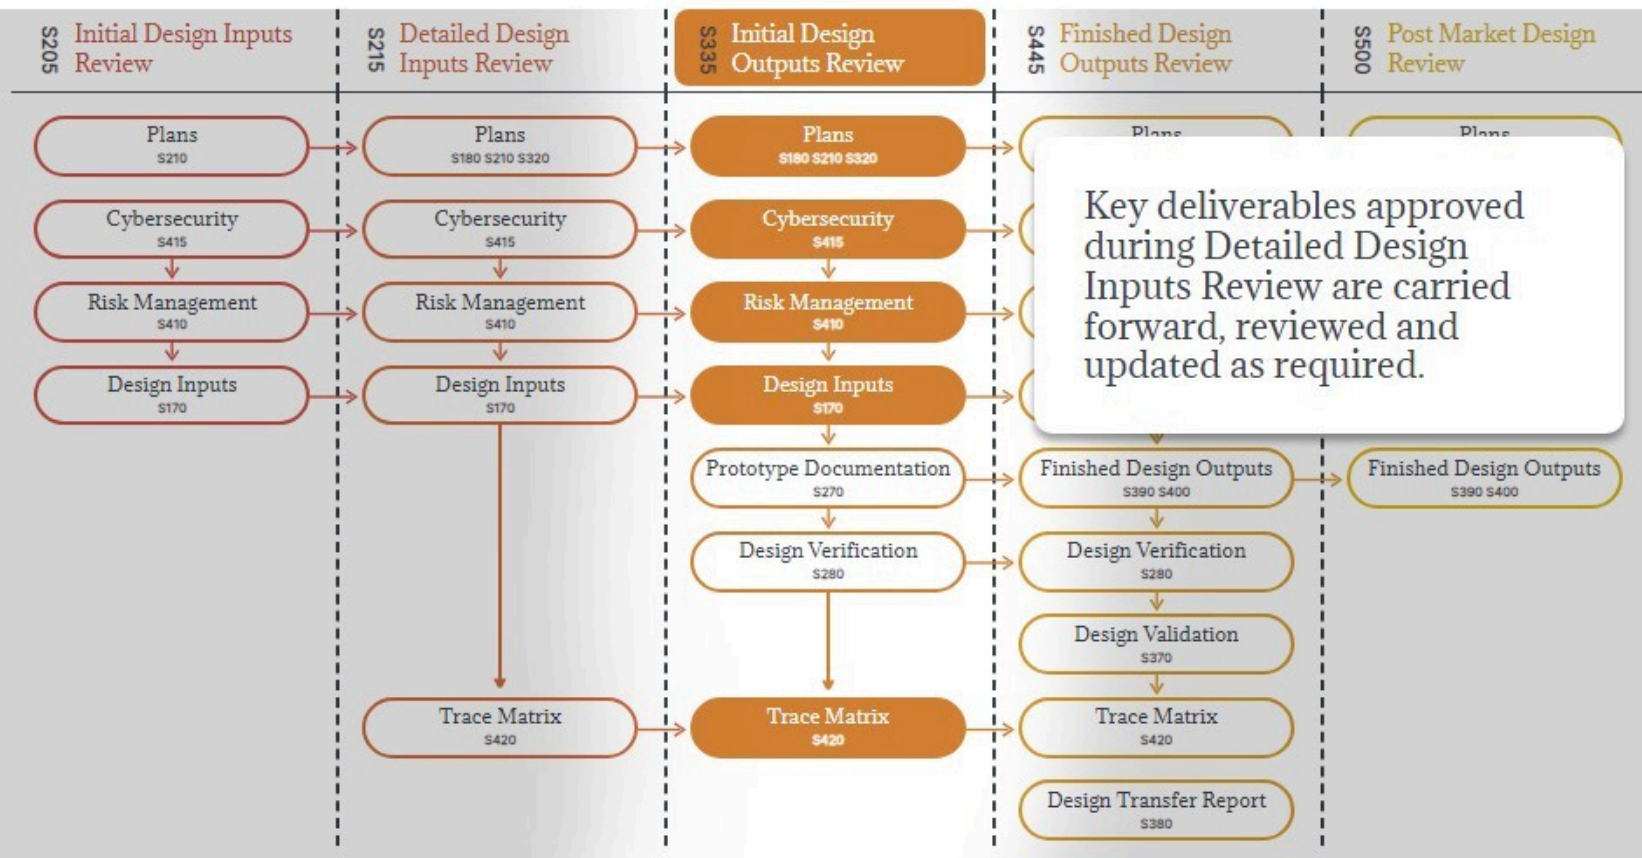 S205
Initial Design Inputs
Review
S215
Detailed Design
Inputs Review
S335
Initial Design
Outputs Review
S445
Finished Design
Outputs Review
S500
Post Market Design
Review
Plans
S210
Plans
S180 S210 S320
Plans
S180 S210 S320
Plans
Plans
Cybersecurity
S415
Cybersecurity
S415
Cybersecurity
S415
Risk Management
S410
Risk Management
S410
Risk Management
S410
Design Inputs
S170
Design Inputs
S170
Design Inputs
S170
Key deliverables approved
during Detailed Design
Inputs Review are carried
forward, reviewed and
updated as required.
Prototype Documentation
S270
Finished Design Outputs
S390 S400
Finished Design Outputs
S390 S400
Design Verification
S280
Design Verification
S280
Design Validation
S370
Trace Matrix
S420
Trace Matrix
S420
Trace Matrix
S420
Design Transfer Report
S380